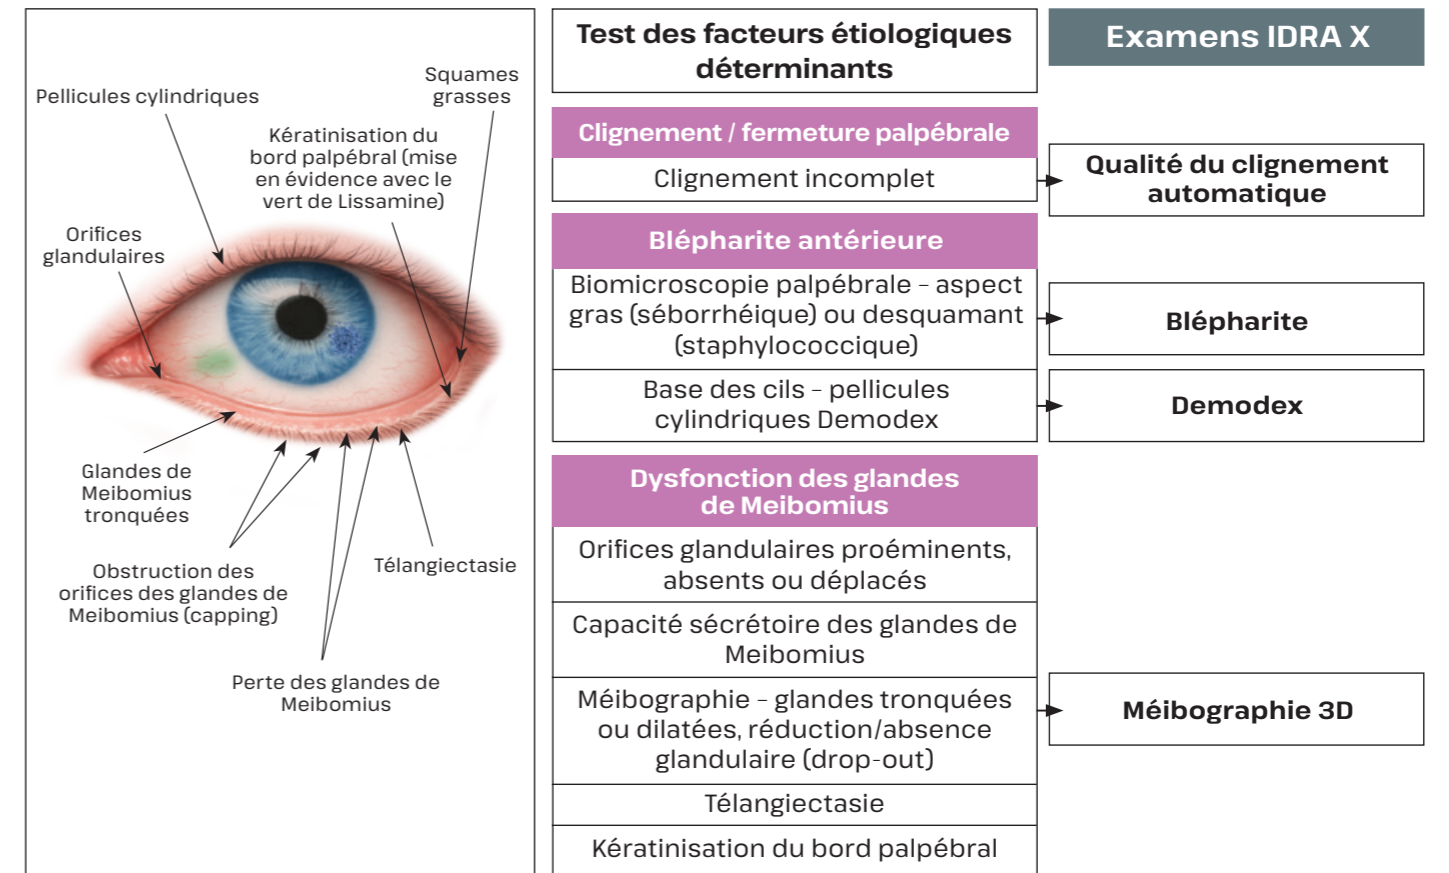 Pellicules cylindriques
Squames
grasses
Kératinisation du
bord palpébral (mise
en évidence avec le
vert de Lissamine)
Orifices
glandulaires
Glandes de
Meibomius
tronquées
Obstruction des
orifices des glandes de
Meibomius (capping)
Télangiectasie
Perte des glandes de
Meibomius
Test des facteurs étiologiques
déterminants
Examens IDRA X
Clignement / fermeture palpébrale
Clignement incomplet
Qualité du clignement
automatique
Blépharite antérieure
Biomicroscopie palpébrale – aspect
gras (séborrhéique) ou desquamant
(staphylococcique)
Blépharite
Base des cils – pellicules
cylindriques Demodex
Demodex
Dysfonction des glandes
de Meibomius
Orifices glandulaires proéminents,
absents ou déplacés
Capacité sécrétoire des glandes de
Meibomius
Méibographie – glandes tronquées
ou dilatées, réduction/absence
glandulaire (drop-out)
Méibographie 3D
Télangiectasie
Kératinisation du bord palpébral